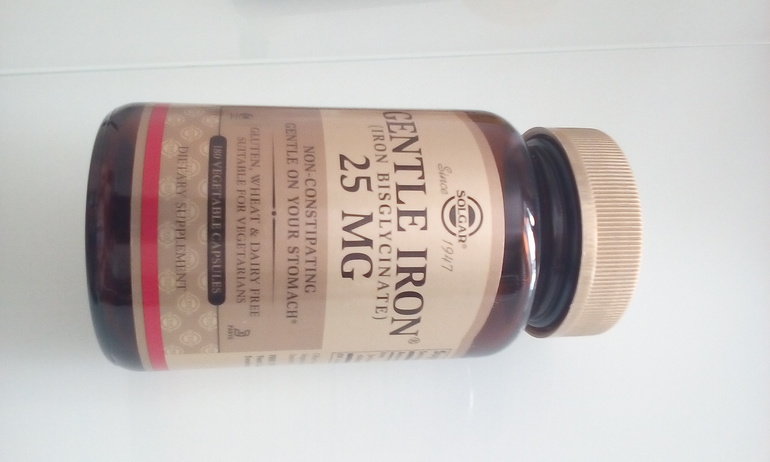 Since SOLGAR® 1947
GENTLE IRON®
(IRON BISGLYCINATE)
25 MG
NON-CONSTIPATING
GENTLE ON YOUR STOMACH*
GLUTEN, WHEAT & DAIRY FREE
SUITABLE FOR VEGETARIANS
180 VEGETABLE CAPSULES
DIETARY SUPPLEMENT